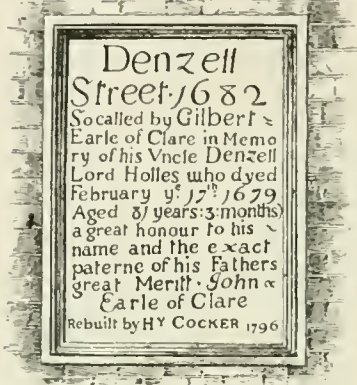 Denzell
Street·1682
So called by Gilbert
Earle of Clare in Memo
ry of his Vncle Denzell
Lord Holles who dyed
February yᵉ 17ᵗʰ 1679
Aged 81 years:3:months)
a great honour to his
name and the exact
paterne of his Fathers
great Meritt·John
Earle of Clare
Rebuilt by Hʸ COCKER 1796